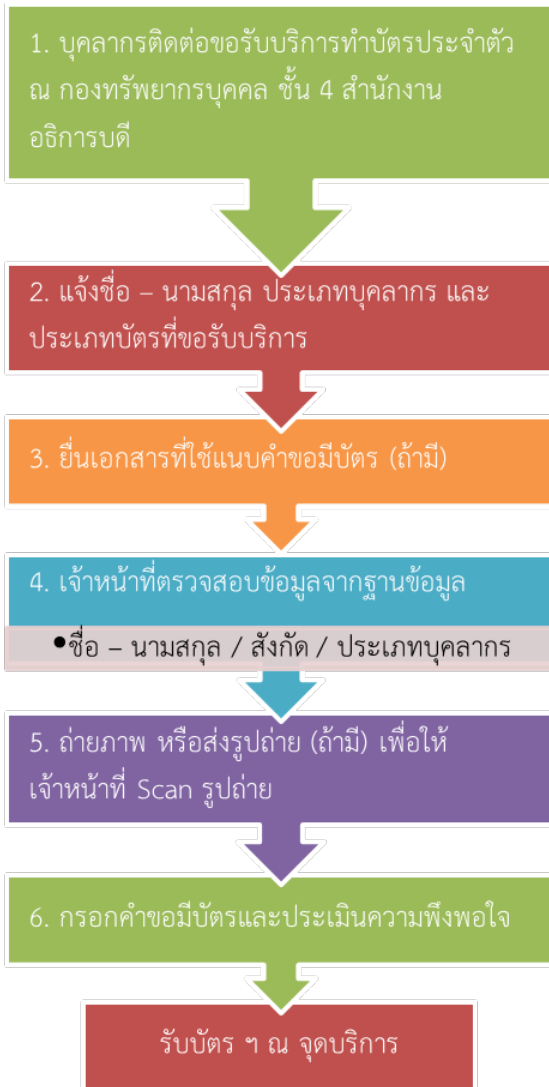 1. บุคลากรติดต่อขอรับบริการทำบัตรประจำตัว
ณ กองทรัพยากรบุคคล ชั้น 4 สำนักงาน
อธิการบดี
2. แจ้งชื่อ – นามสกุล ประเภทบุคลากร และ
ประเภทบัตรที่ขอรับบริการ
3. ยื่นเอกสารที่ใช้แนบคำขอมีบัตร (ถ้ามี)
4. เจ้าหน้าที่ตรวจสอบข้อมูลจากฐานข้อมูล
•ชื่อ – นามสกุล / สังกัด / ประเภทบุคลากร
5. ถ่ายภาพ หรือส่งรูปถ่าย (ถ้ามี) เพื่อให้
เจ้าหน้าที่ Scan รูปถ่าย
6. กรอกคำขอมีบัตรและประเมินความพึงพอใจ
รับบัตร ฯ ณ จุดบริการ